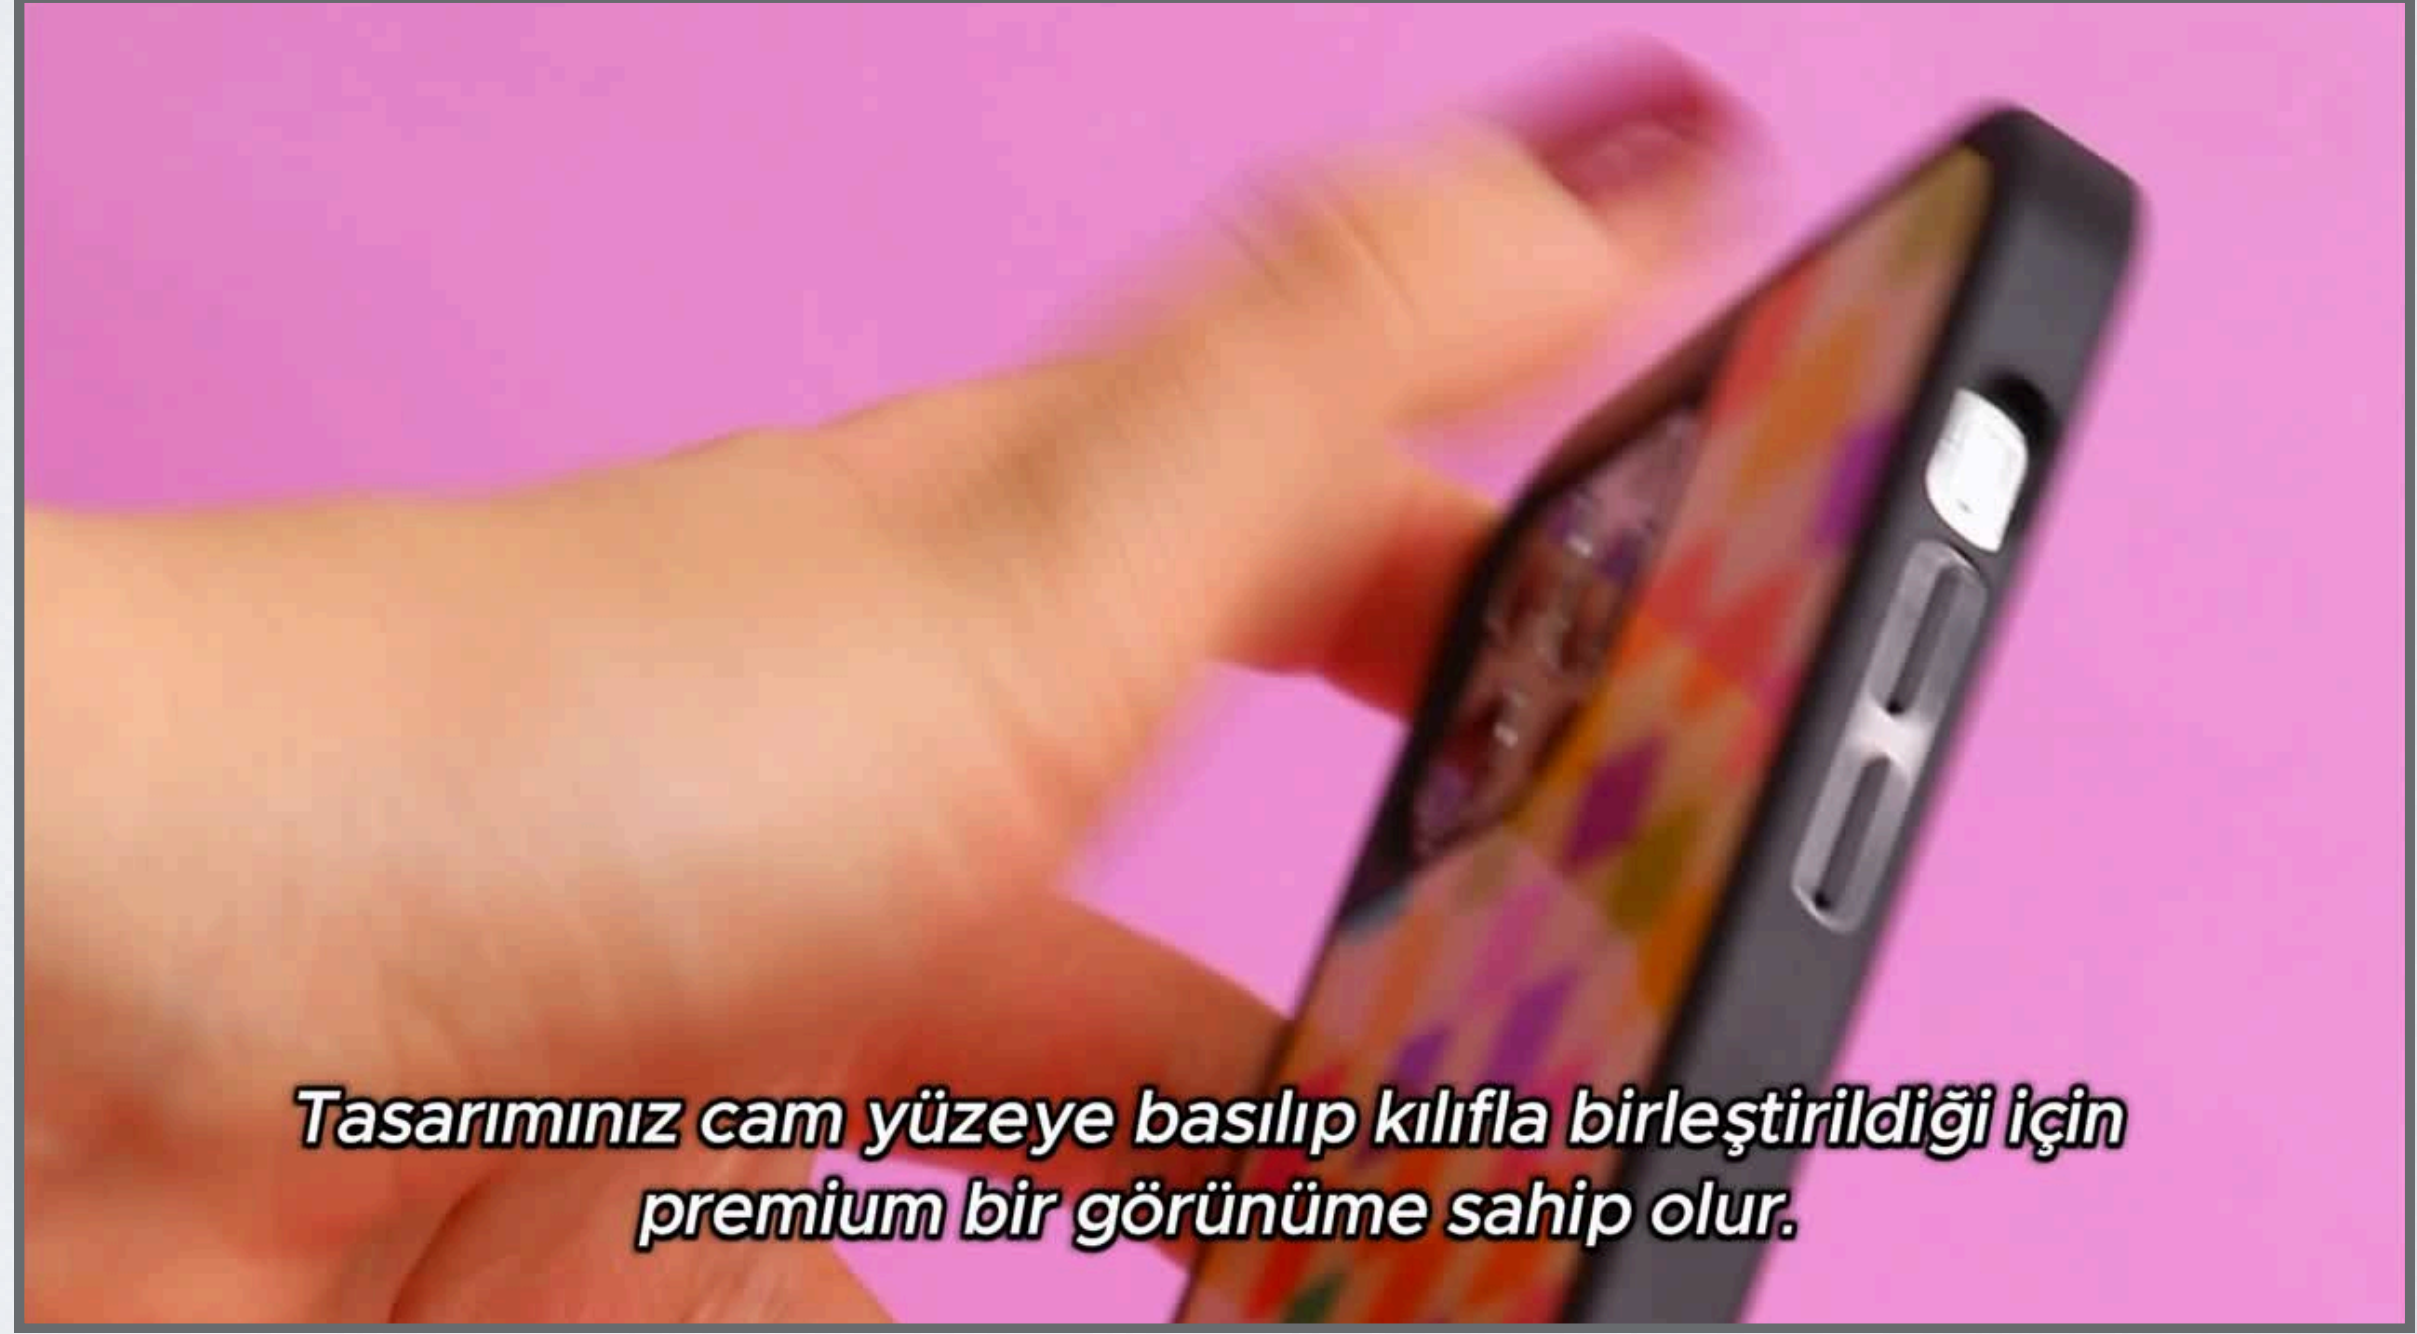 Tasarımınız cam yüzeye basılıp kılıfla birleştirildiği için
premium bir görünüme sahip olur.